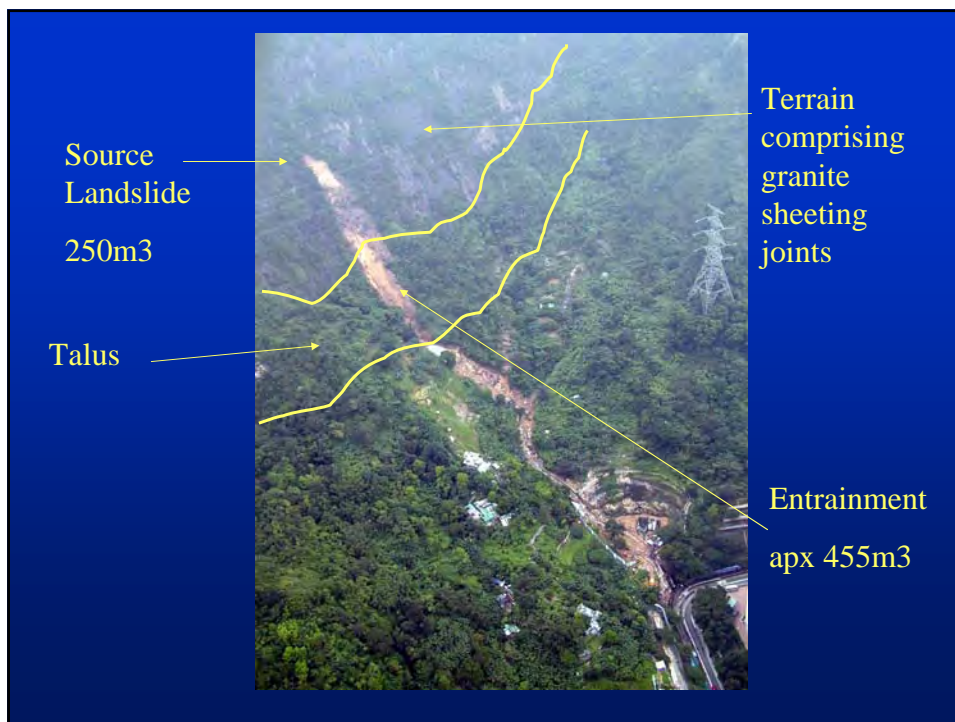 Source
Landslide
250m3
Talus
Terrain
comprising
granite
sheeting
joints
Entrainment
apx 455m3